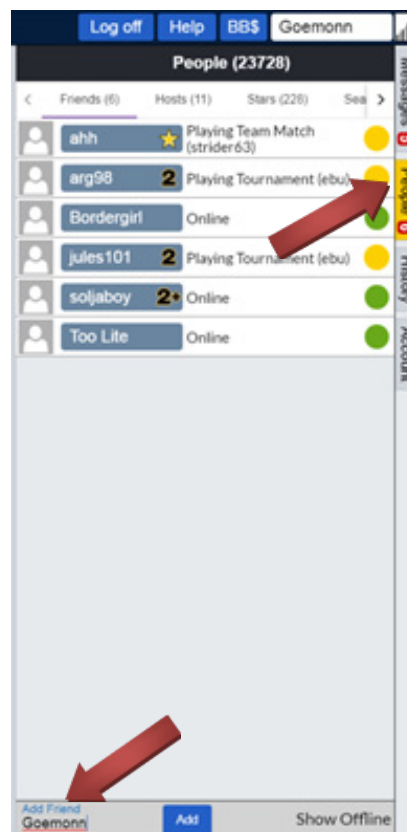 Log off Help BB$ Goemonn
People (23728)
Friends (6) Hosts (11) Stars (226) Sea
ahh Playing Team Match
(strider63)
arg98 2 Playing Tournament (ebu)
Bordergirl Online
jules101 2 Playing Tournament (ebu)
soljaboy 2+ Online
Too Lite Online
Messages
People
History
Account
Add Friend
Goemonn Add Show Offline